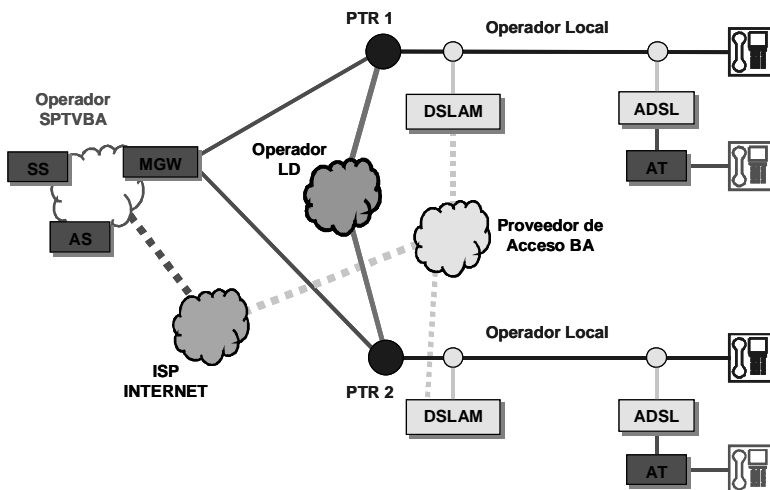 PTR 1
Operador Local
Operador
SPTVBA
DSLAM
ADSL
SS
MGW
Operador
LD
AT
AS
Proveedor de
Acceso BA
ISP
INTERNET
Operador Local
PTR 2
DSLAM
ADSL
AT